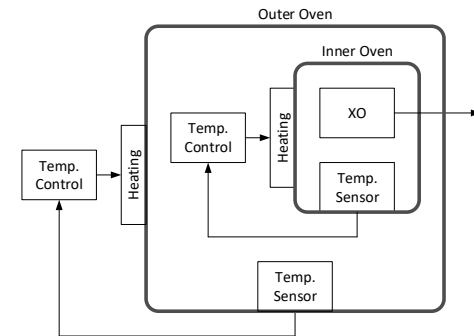 Outer Oven
Inner Oven
XO
Temp.
Control
Heating
Temp.
Control
Heating
Temp.
Sensor
Temp.
Sensor